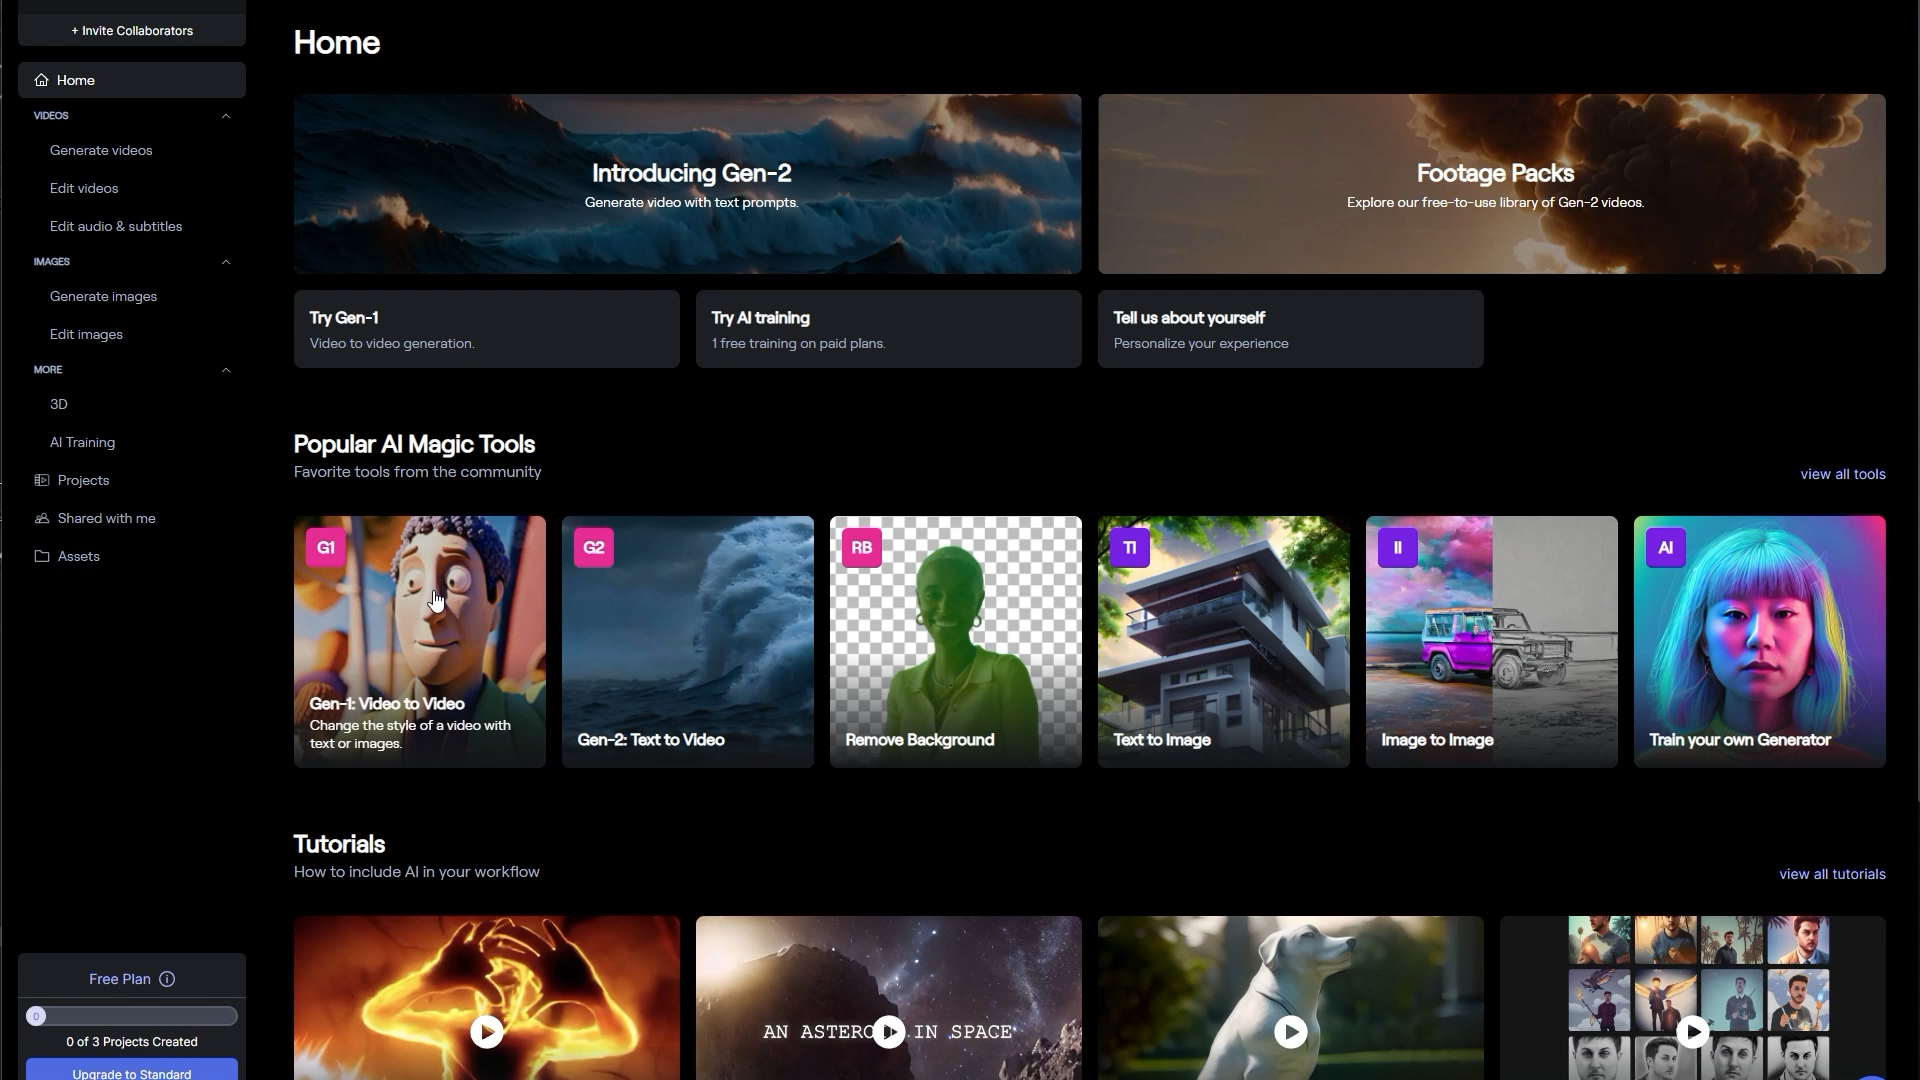 + Invite Collaborators
Home
VIDEOS
Generate videos
Edit videos
Edit audio & subtitles
IMAGES
Generate images
Edit images
MORE
3D
AI Training
Projects
Shared with me
Assets
Free Plan
0
0 of 3 Projects Created
Upgrade to Standard
Home
Introducing Gen-2
Generate video with text prompts.
Footage Packs
Explore our free-to-use library of Gen-2 videos.
Try Gen-1
Video to video generation.
Try AI training
1 free training on paid plans.
Tell us about yourself
Personalize your experience
Popular AI Magic Tools
Favorite tools from the community
view all tools
G1
Gen-1: Video to Video
Change the style of a video with
text or images.
G2
Gen-2: Text to Video
RB
Remove Background
TI
Text to Image
II
Image to Image
AI
Train your own Generator
Tutorials
How to include AI in your workflow
view all tutorials
AN IN SPACE